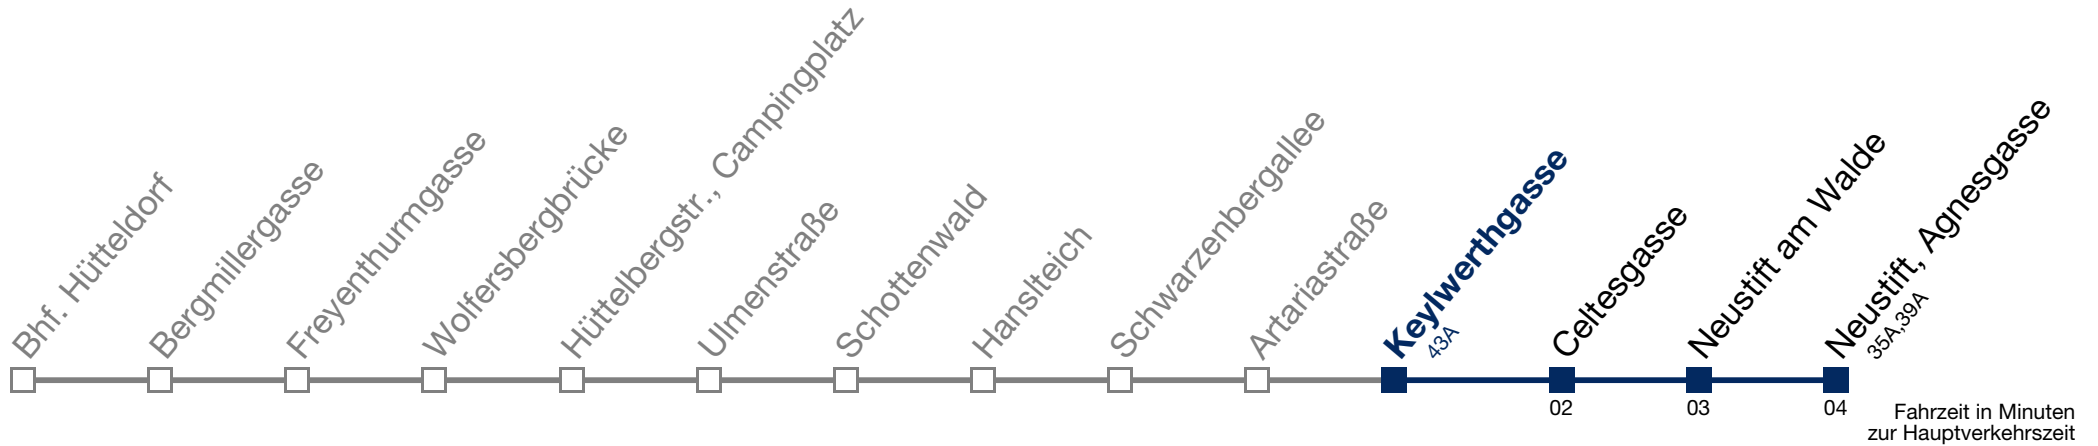 Bhf. Hütteldorf
Bergmillergasse
Freyenthurmgasse
Wolfersbergbrücke
Hüttelbergstr., Campingplatz
Ulmenstraße
Schottenwald
Hanslteich
Schwarzenbergallee
Artariastraße
Keylwerthgasse
43A
Celtesgasse
Neustift am Walde
Neustift, Agnesgasse
35A,39A
02
03
04
Fahrzeit in Minuten
zur Hauptverkehrszeit